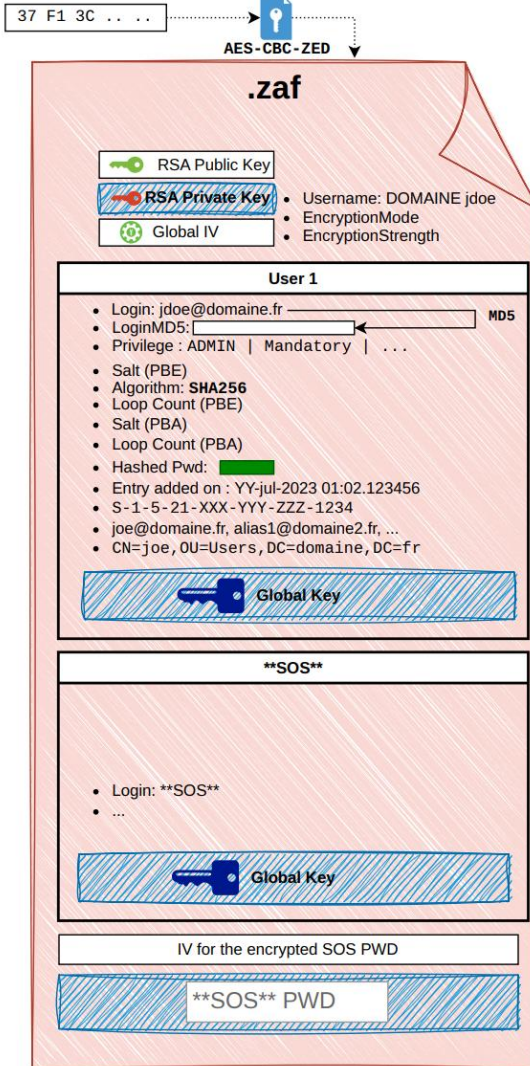 37 F1 3C .. ..
AES-CBC-ZED
.zaf
RSA Public Key
RSA Private Key
Global IV
Username: DOMAINE jdoe
EncryptionMode
EncryptionStrength
User 1
Login: jdoe@domaine.fr
MD5
LoginMD5:
Privilege : ADMIN | Mandatory | ...
Salt (PBE)
Algorithm: SHA256
Loop Count (PBE)
Salt (PBA)
Loop Count (PBA)
Hashed Pwd:
Entry added on : YY-jul-2023 01:02.123456
S-1-5-21-XXX-YYY-ZZZ-1234
joe@domaine.fr, alias1@domaine2.fr, ...
CN=joe,OU=Users,DC=domaine,DC=fr
Global Key
**SOS**
Login: **SOS**
...
Global Key
IV for the encrypted SOS PWD
**SOS** PWD